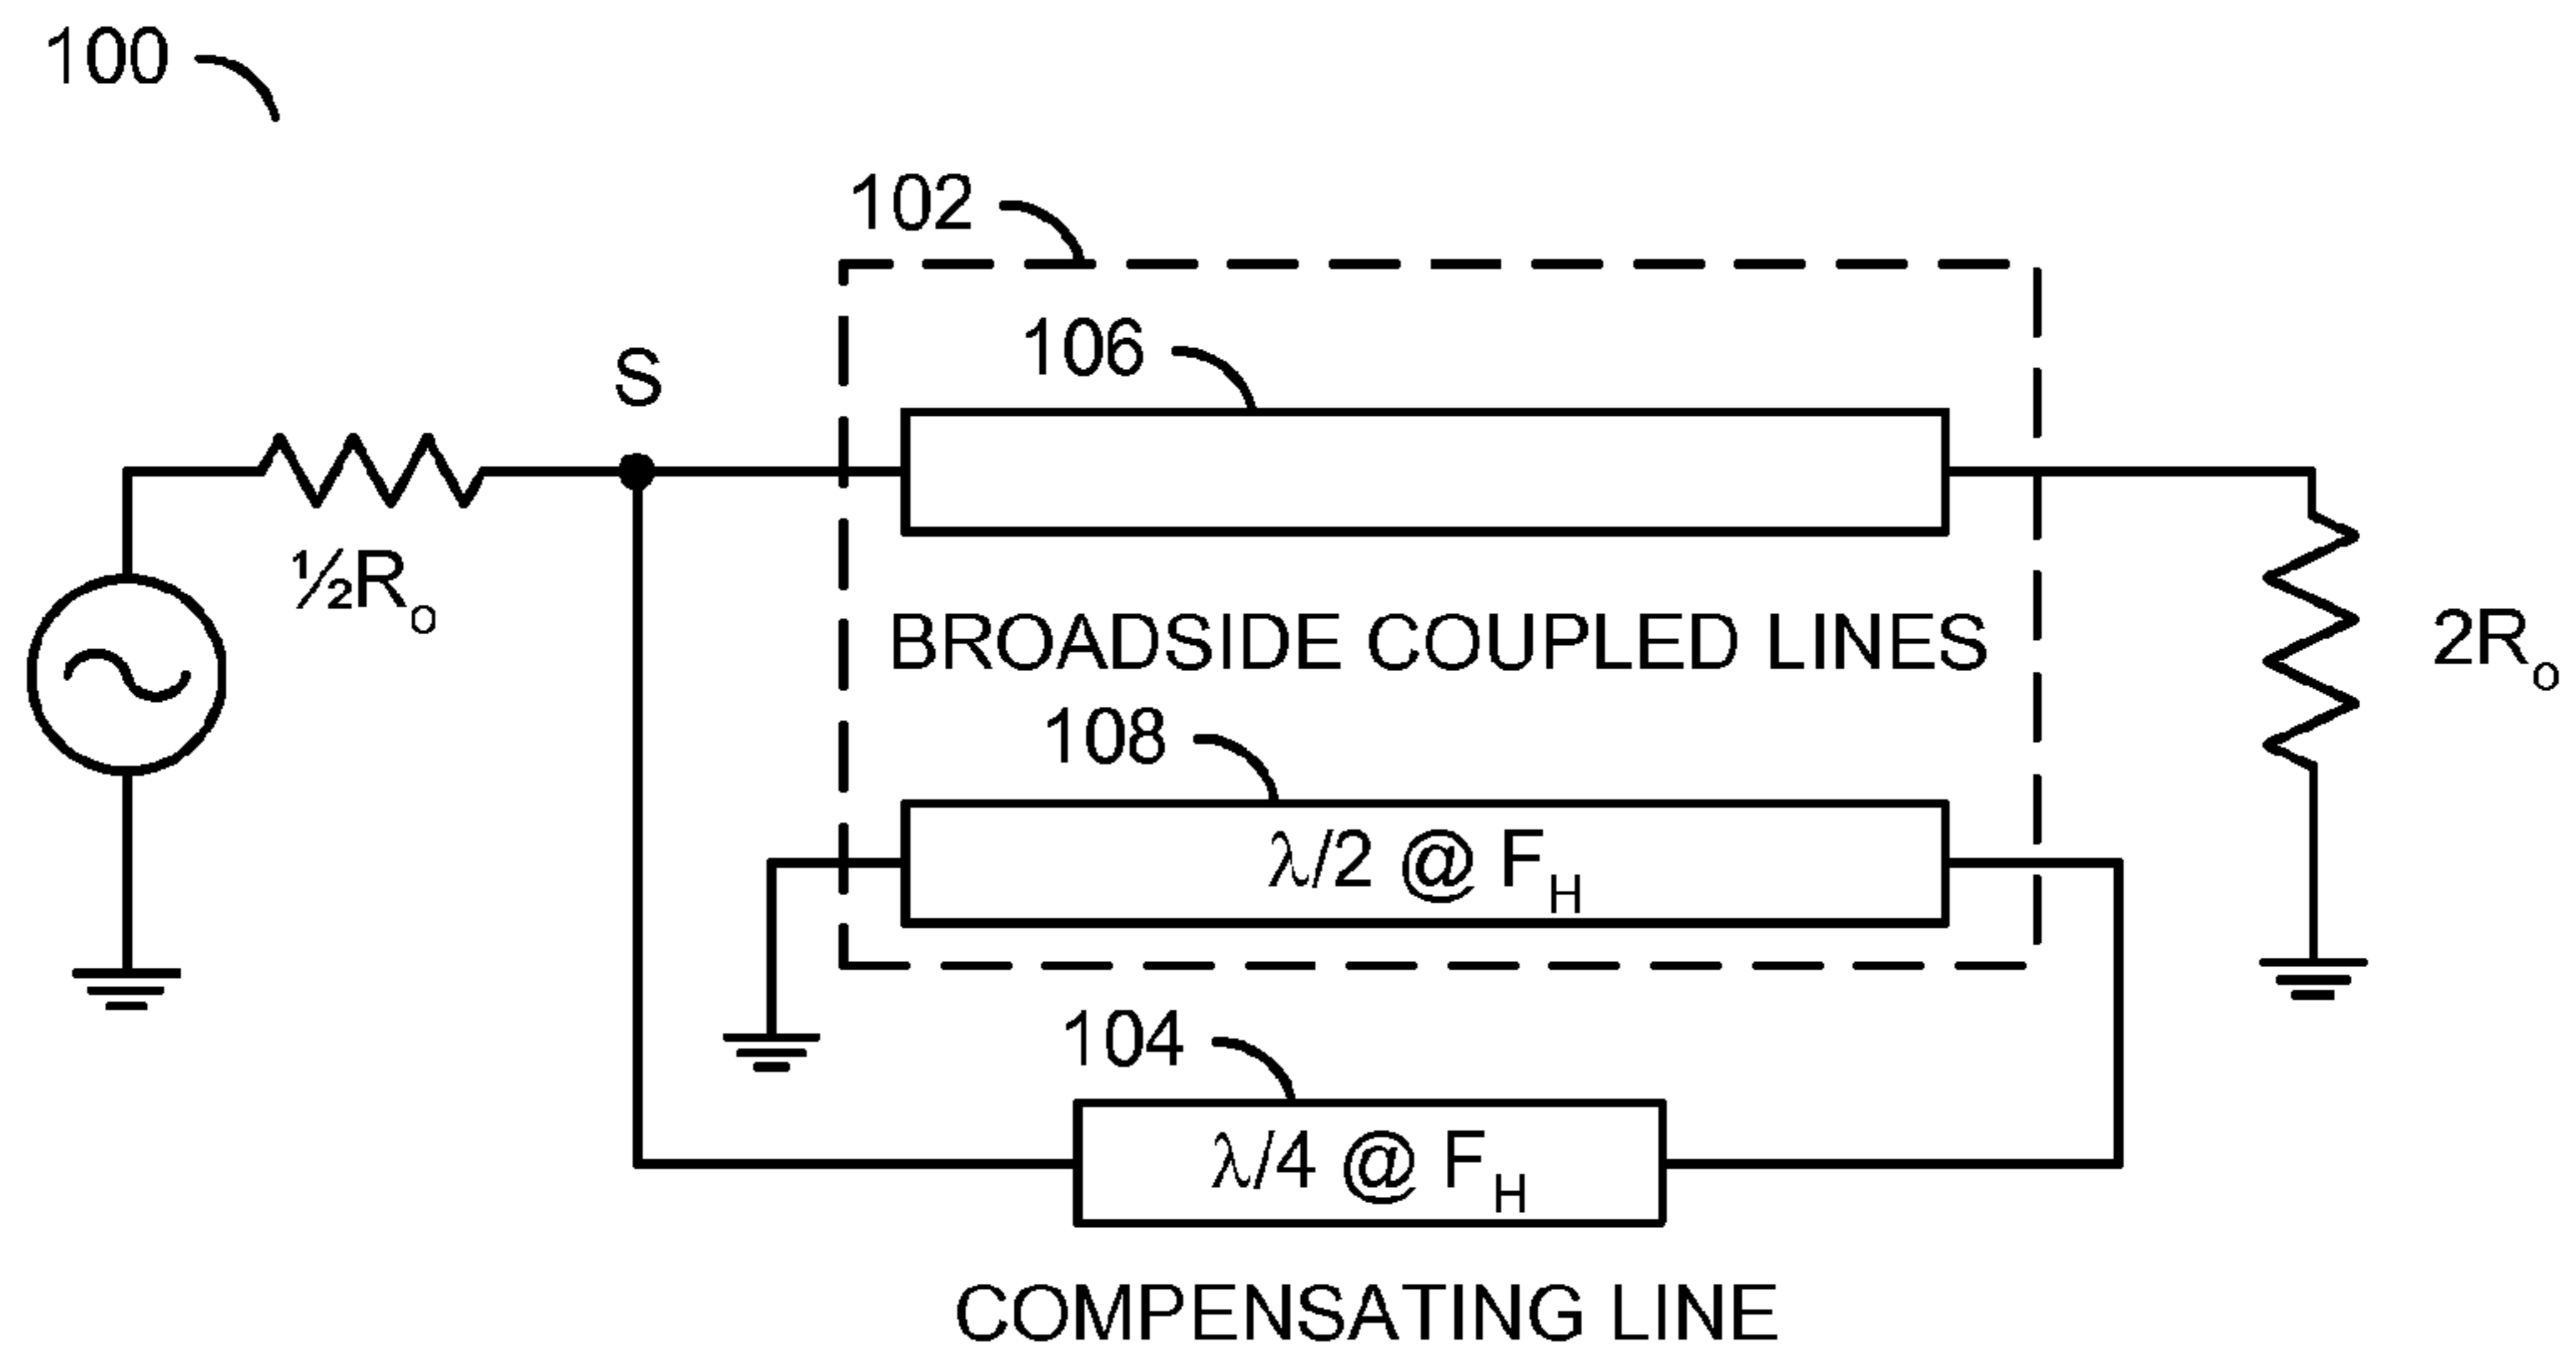 100
102
106
S
½Ro
BROADSIDE COUPLED LINES
2Ro
108
λ/2 @ FH
104
λ/4 @ FH
COMPENSATING LINE